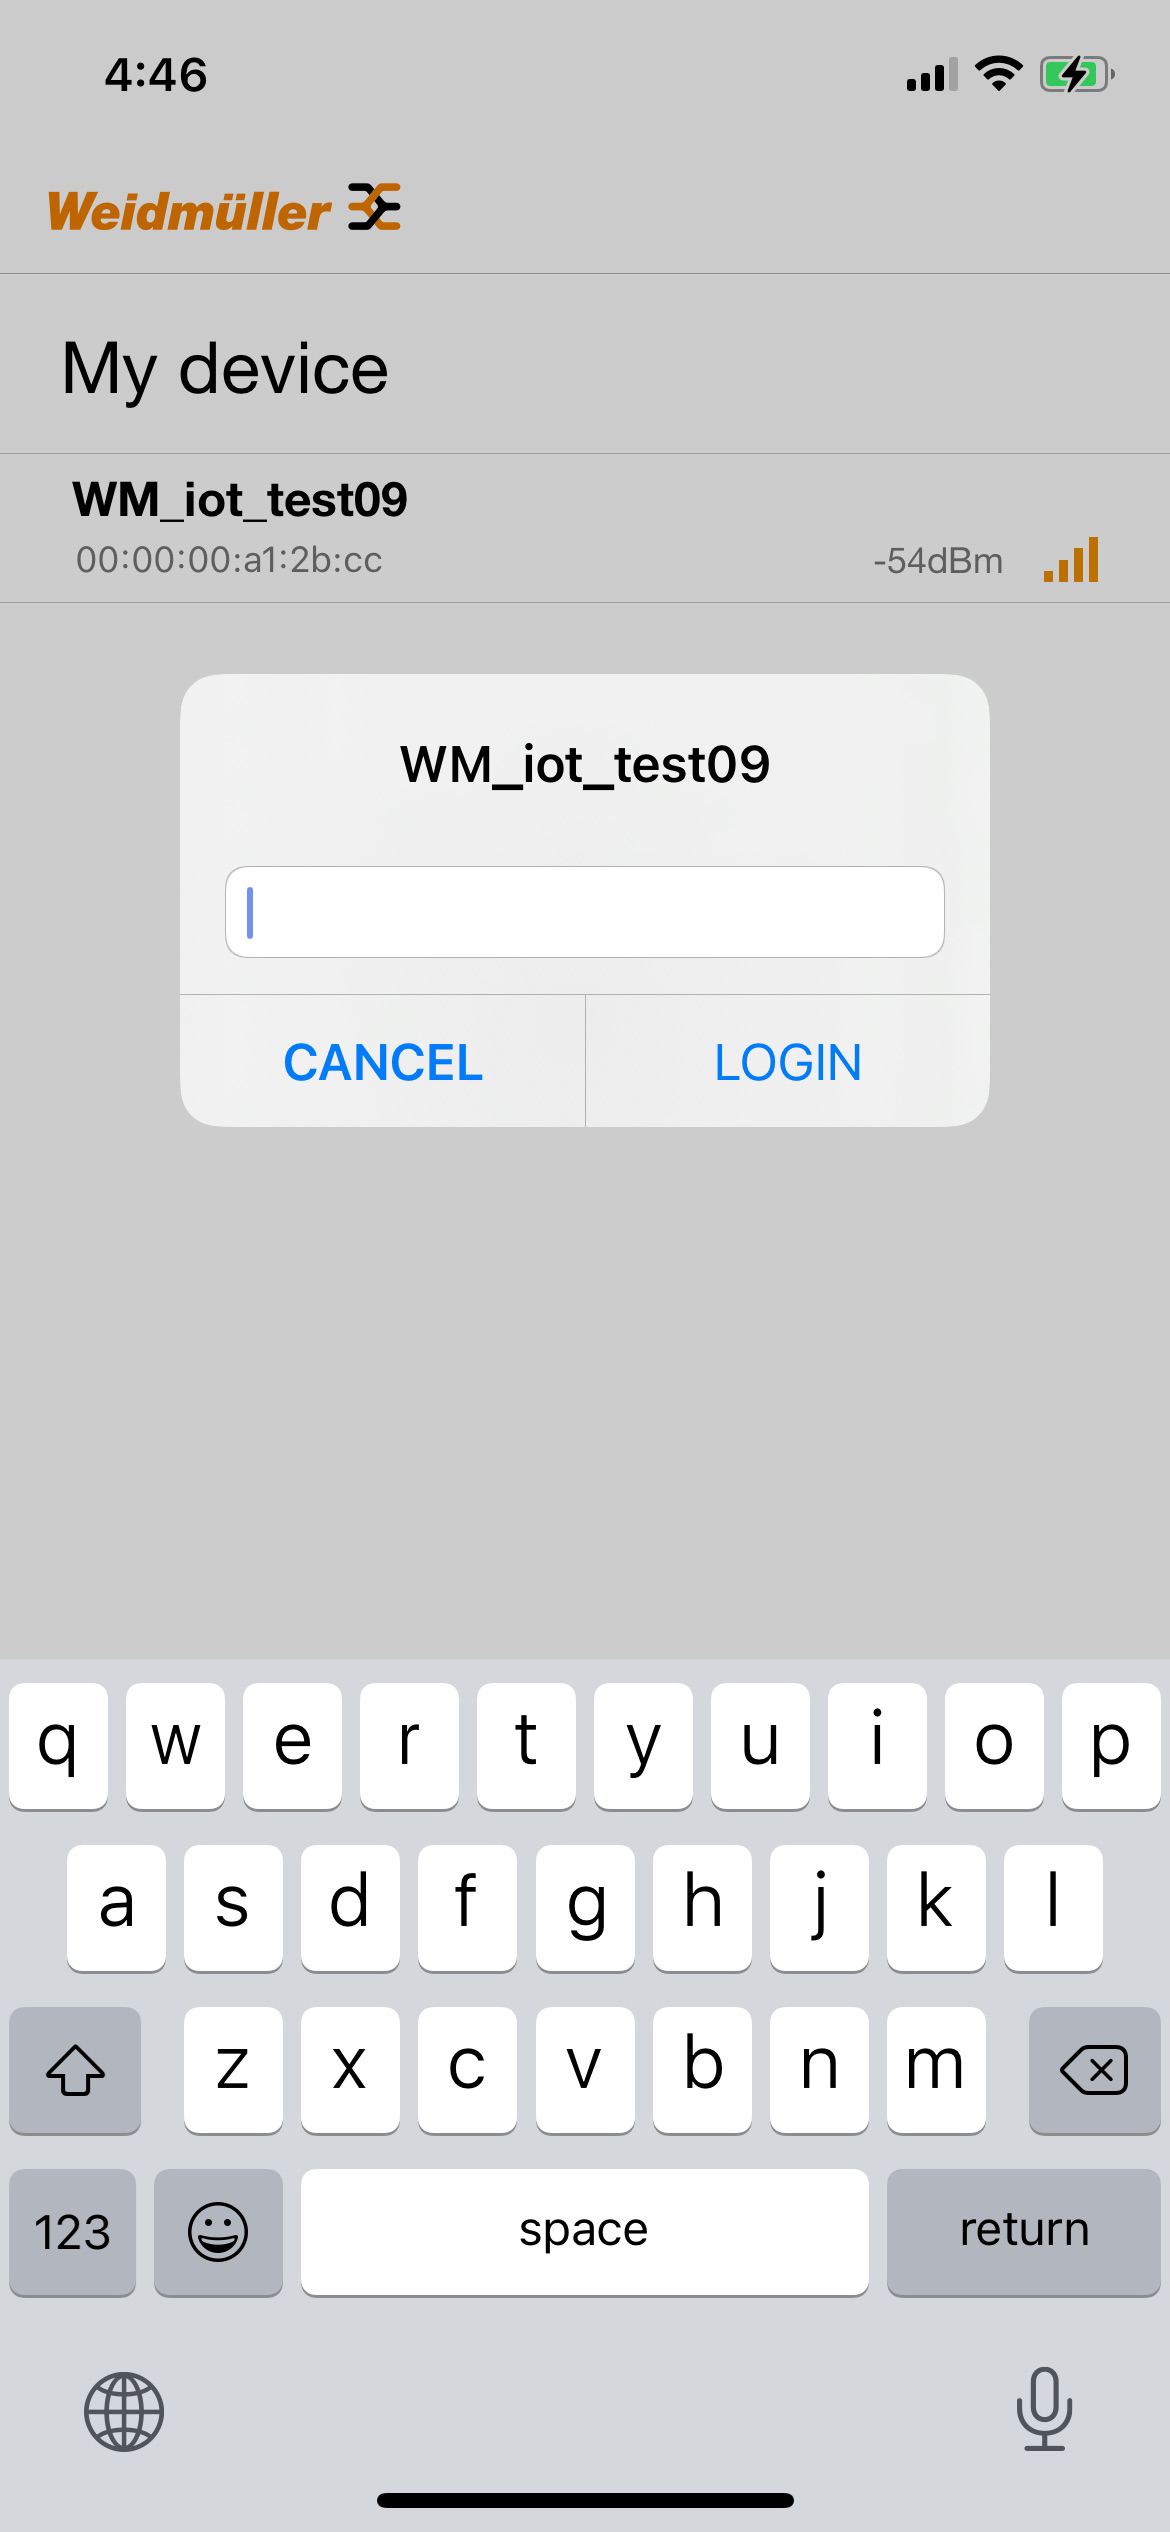 4:46
Weidmüller
My device
WM_iot_test09
00:00:00:a1:2b:cc -54dBm
WM_iot_test09
CANCEL LOGIN
q w e r t y u i o p
a s d f g h j k l
z x c v b n m
123 space return